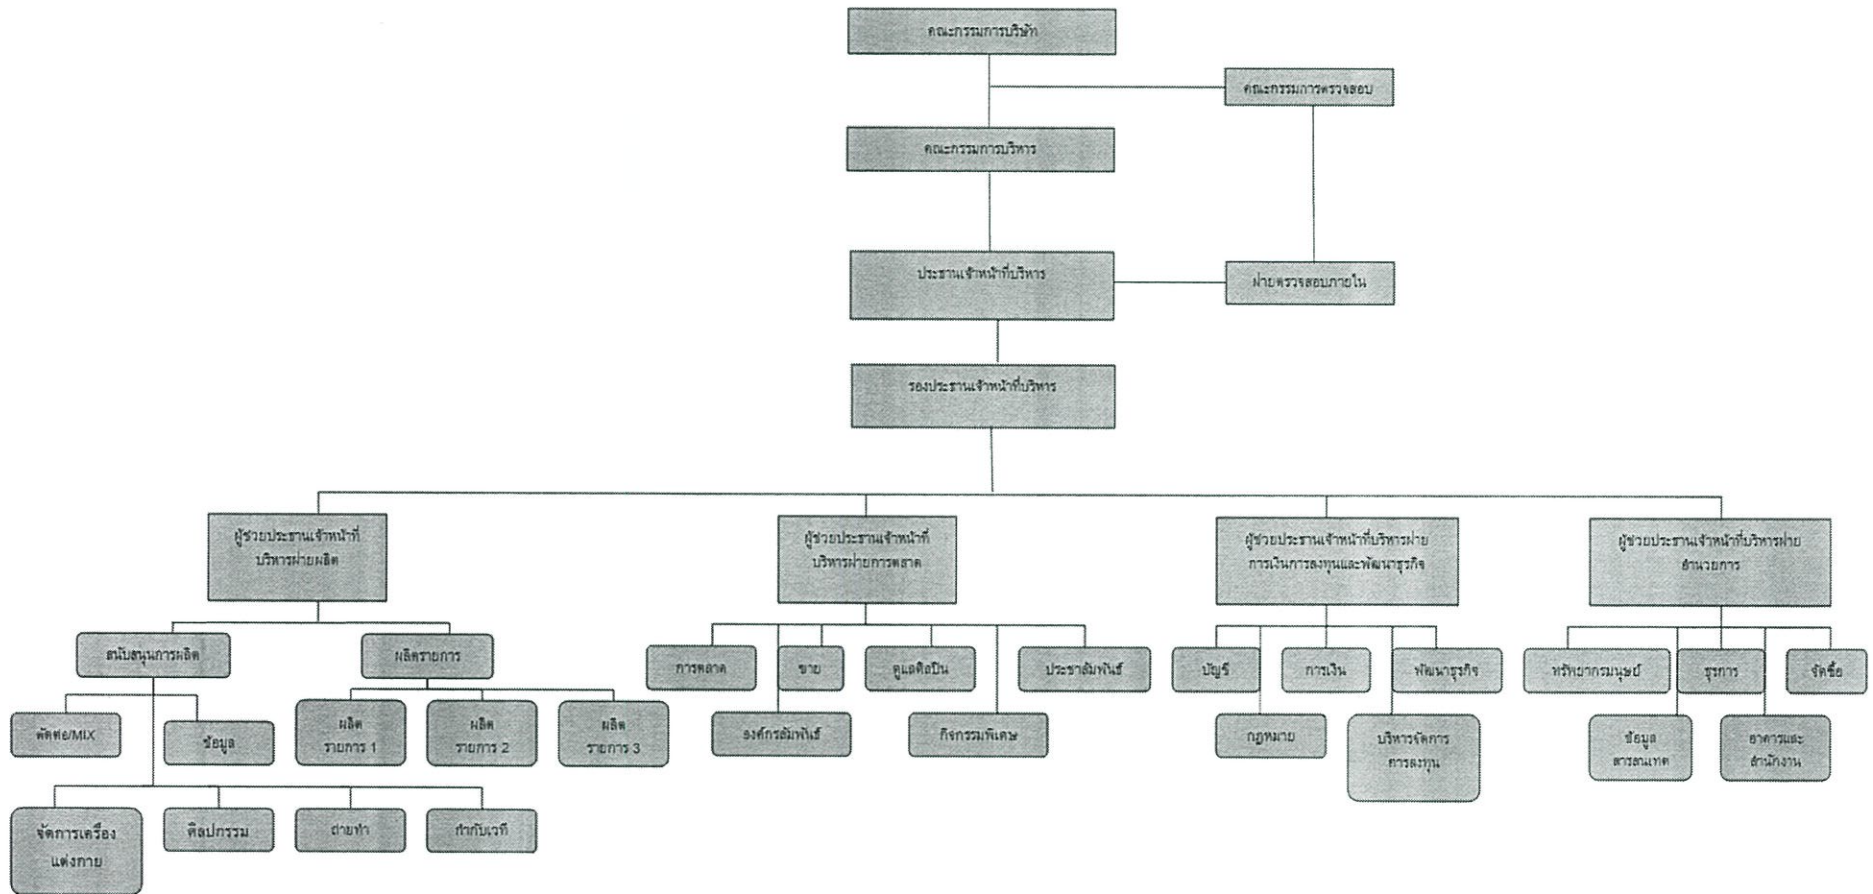 คณะกรรมการบริษัท
คณะกรรมการตรวจสอบ
คณะกรรมการบริหาร
ประธานเจ้าหน้าที่บริหาร
ฝ่ายตรวจสอบภายใน
รองประธานเจ้าหน้าที่บริหาร
ผู้ช่วยประธานเจ้าหน้าที่
บริหารฝ่ายผลิต
ผู้ช่วยประธานเจ้าหน้าที่
บริหารฝ่ายการตลาด
ผู้ช่วยประธานเจ้าหน้าที่บริหารฝ่าย
การเงินการลงทุนและพัฒนาธุรกิจ
ผู้ช่วยประธานเจ้าหน้าที่บริหารฝ่าย
อำนวยการ
สนับสนุนการผลิต
ผลิตรายการ
การตลาด
ขาย
ดูแลศิลปิน
ประชาสัมพันธ์
บัญชี
การเงิน
พัฒนาธุรกิจ
ทรัพยากรมนุษย์
ธุรการ
จัดซื้อ
ตัดต่อ/MIX
ข้อมูล
ผลิต
รายการ 1
ผลิต
รายการ 2
ผลิต
รายการ 3
องค์กรสัมพันธ์
กิจกรรมพิเศษ
กฎหมาย
บริหารจัดการ
การลงทุน
ข้อมูล
สารสนเทศ
อาคารและ
สำนักงาน
จัดการเครื่อง
แต่งกาย
ศิลปกรรม
ถ่ายทำ
กำกับเวที